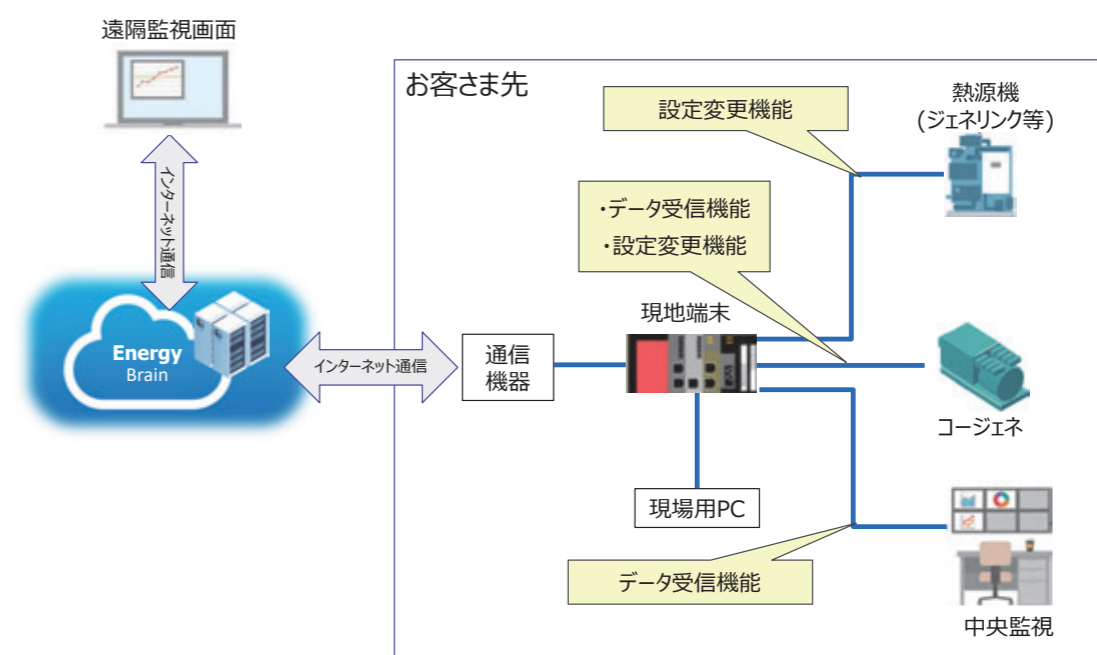 遠隔監視画面
お客さま先
設定変更機能
熱源機
(ジェネリンク等)
インターネット通信
・データ受信機能
・設定変更機能
現地端末
Energy
Brain
インターネット通信
通信
機器
コージェネ
現場用PC
データ受信機能
中央監視